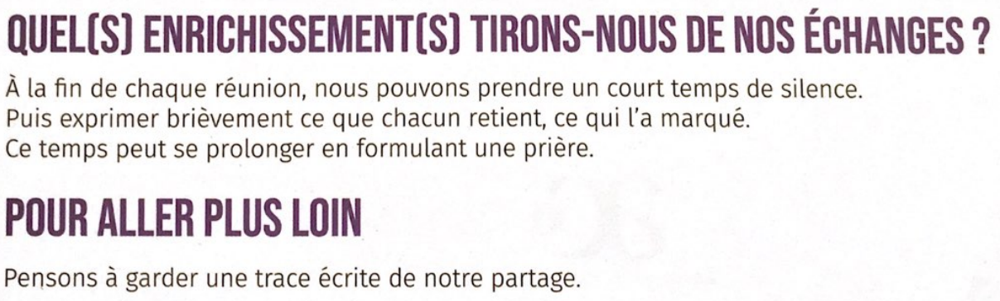 QUEL(S) ENRICHISSEMENT(S) TIRONS-NOUS DE NOS ÉCHANGES ?
À la fin de chaque réunion, nous pouvons prendre un court temps de silence.
Puis exprimer brièvement ce que chacun retient, ce qui l'a marqué.
Ce temps peut se prolonger en formulant une prière.
POUR ALLER PLUS LOIN
Pensons à garder une trace écrite de notre partage.